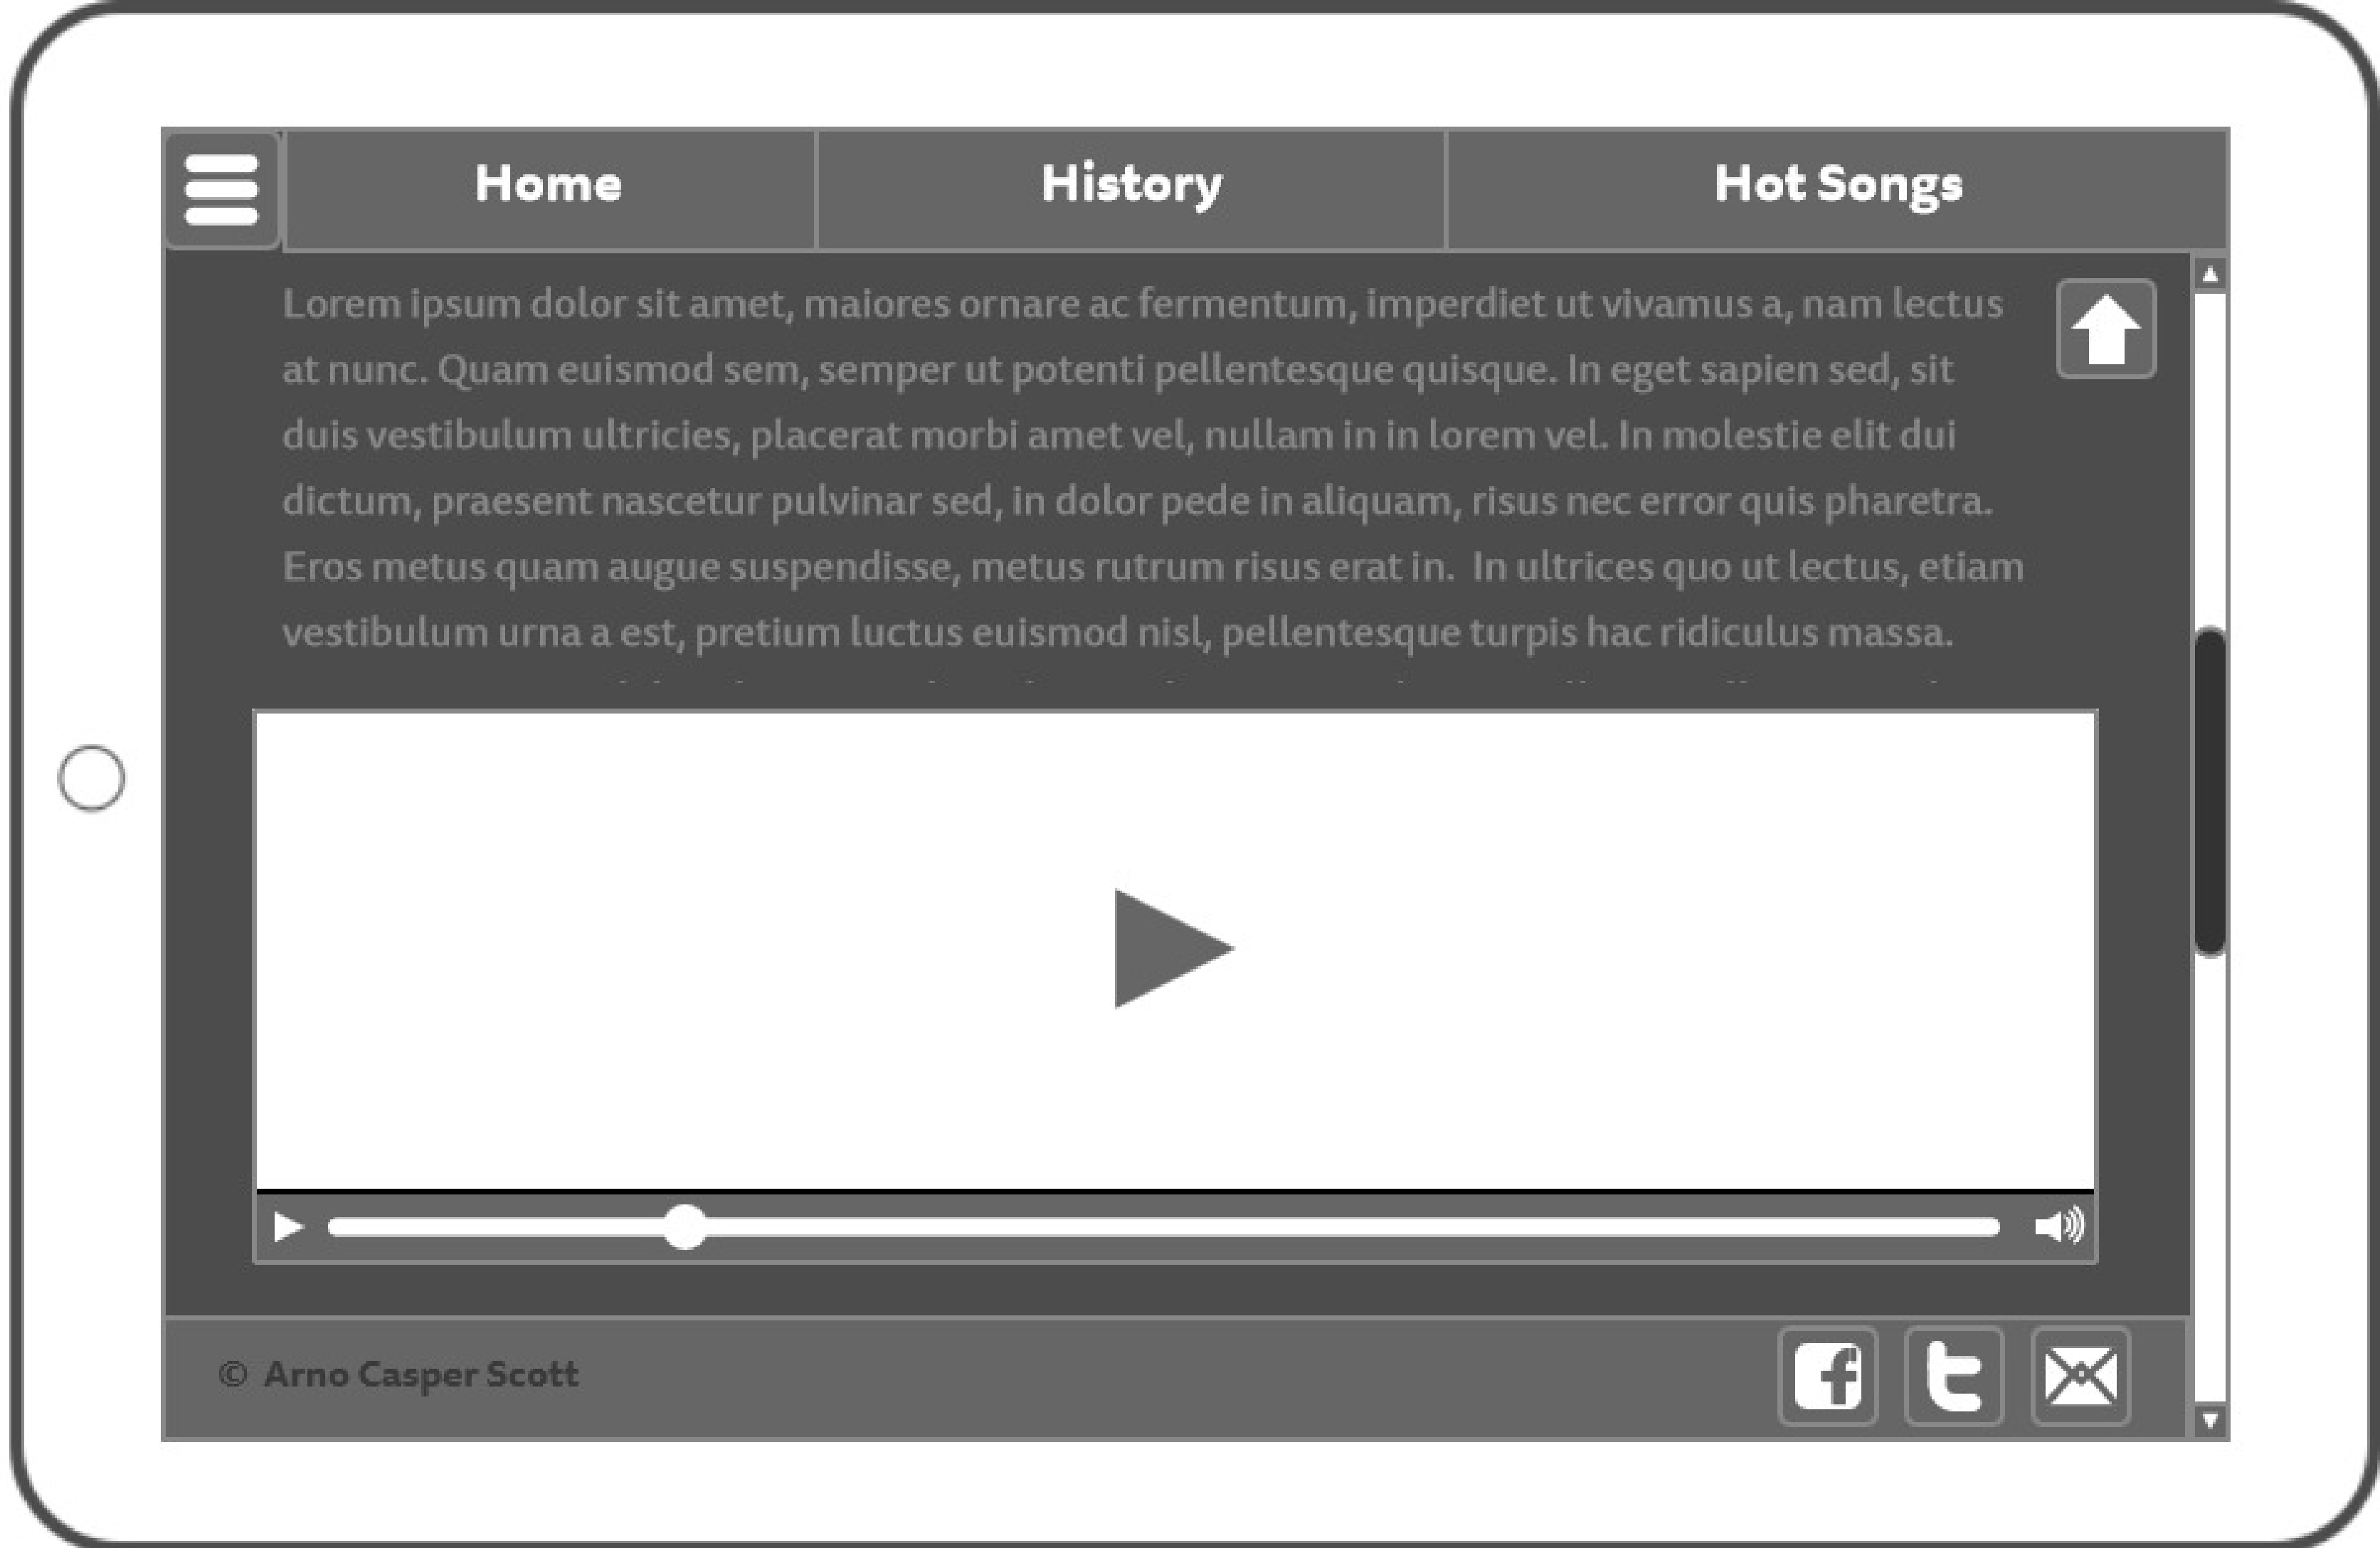 Home
History
Hot Songs
Lorem ipsum dolor sit amet, maiores ornare ac fermentum, imperdiet ut vivamus a, nam lectus
at nunc. Quam euismod sem, semper ut potenti pellentesque quisque. In eget sapien sed, sit
duis vestibulum ultricies, placerat morbi amet vel, nullam in in lorem vel. In molestie elit dui
dictum, praesent nascetur pulvinar sed, in dolor pede in aliquam, risus nec error quis pharetra.
Eros metus quam augue suspendisse, metus rutrum risus erat in.  In ultrices quo ut lectus, etiam
vestibulum urna a est, pretium luctus euismod nisl, pellentesque turpis hac ridiculus massa.
© Arno Casper Scott